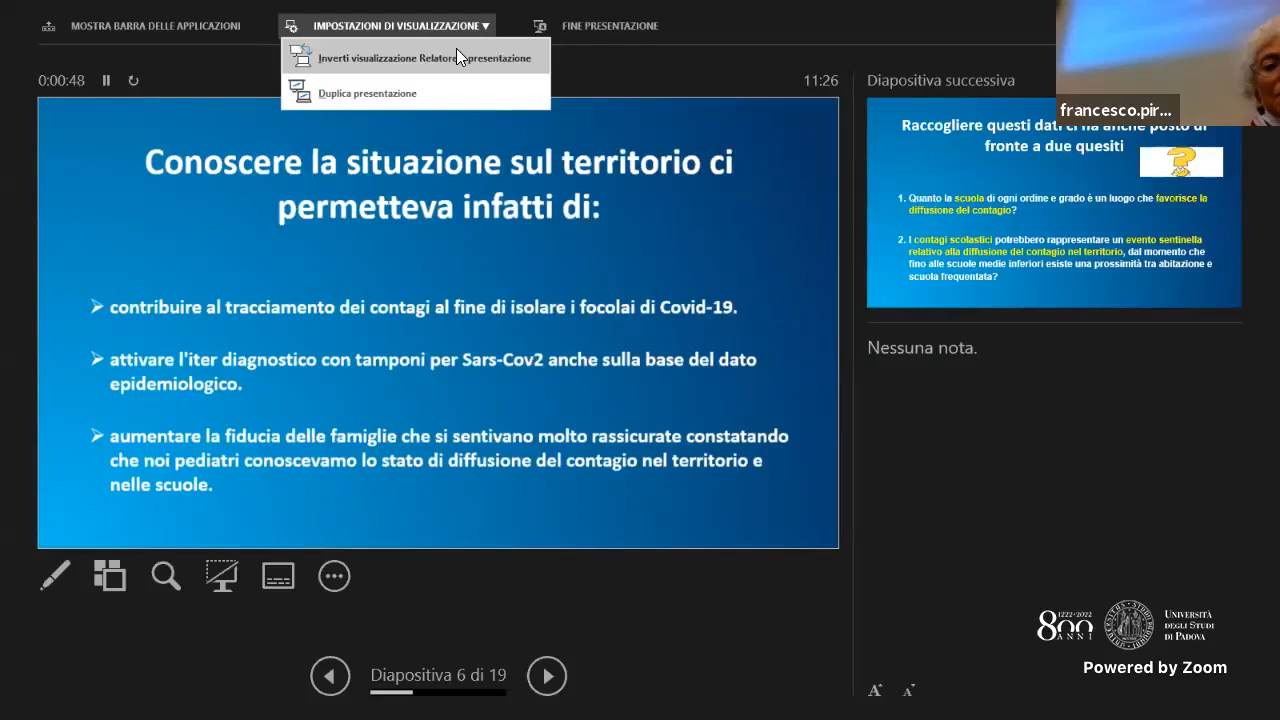 MOSTRA BARRA DELLE APPLICAZIONI
IMPOSTAZIONI DI VISUALIZZAZIONE ▼
FINE PRESENTAZIONE
Inverti visualizzazione Relatore presentazione
Duplica presentazione
0:00:48
11:26
Conoscere la situazione sul territorio ci
permetteva infatti di:
➢ contribuire al tracciamento dei contagi al fine di isolare i focolai di Covid-19.
➢ attivare l'iter diagnostico con tamponi per Sars-Cov2 anche sulla base del dato
epidemiologico.
➢ aumentare la fiducia delle famiglie che si sentivano molto rassicurate constatando
che noi pediatri conoscevamo lo stato di diffusione del contagio nel territorio e
nelle scuole.
Diapositiva 6 di 19
Diapositiva successiva
francesco.pir...
Raccogliere questi dati ci ha anche posto di
fronte a due quesiti
1. Quanto la scuola di ogni ordine e grado è un luogo che favorisce la
diffusione del contagio?
2. I contagi scolastici potrebbero rappresentare un evento sentinella
relativo alla diffusione del contagio nel territorio, dal momento che
fino alle scuole medie inferiori esiste una prossimità tra abitazione e
scuola frequentata?
Nessuna nota.
1222·2022
800
ANNI
UNIVERSITÀ
DEGLI STUDI
DI PADOVA
Powered by Zoom
A A